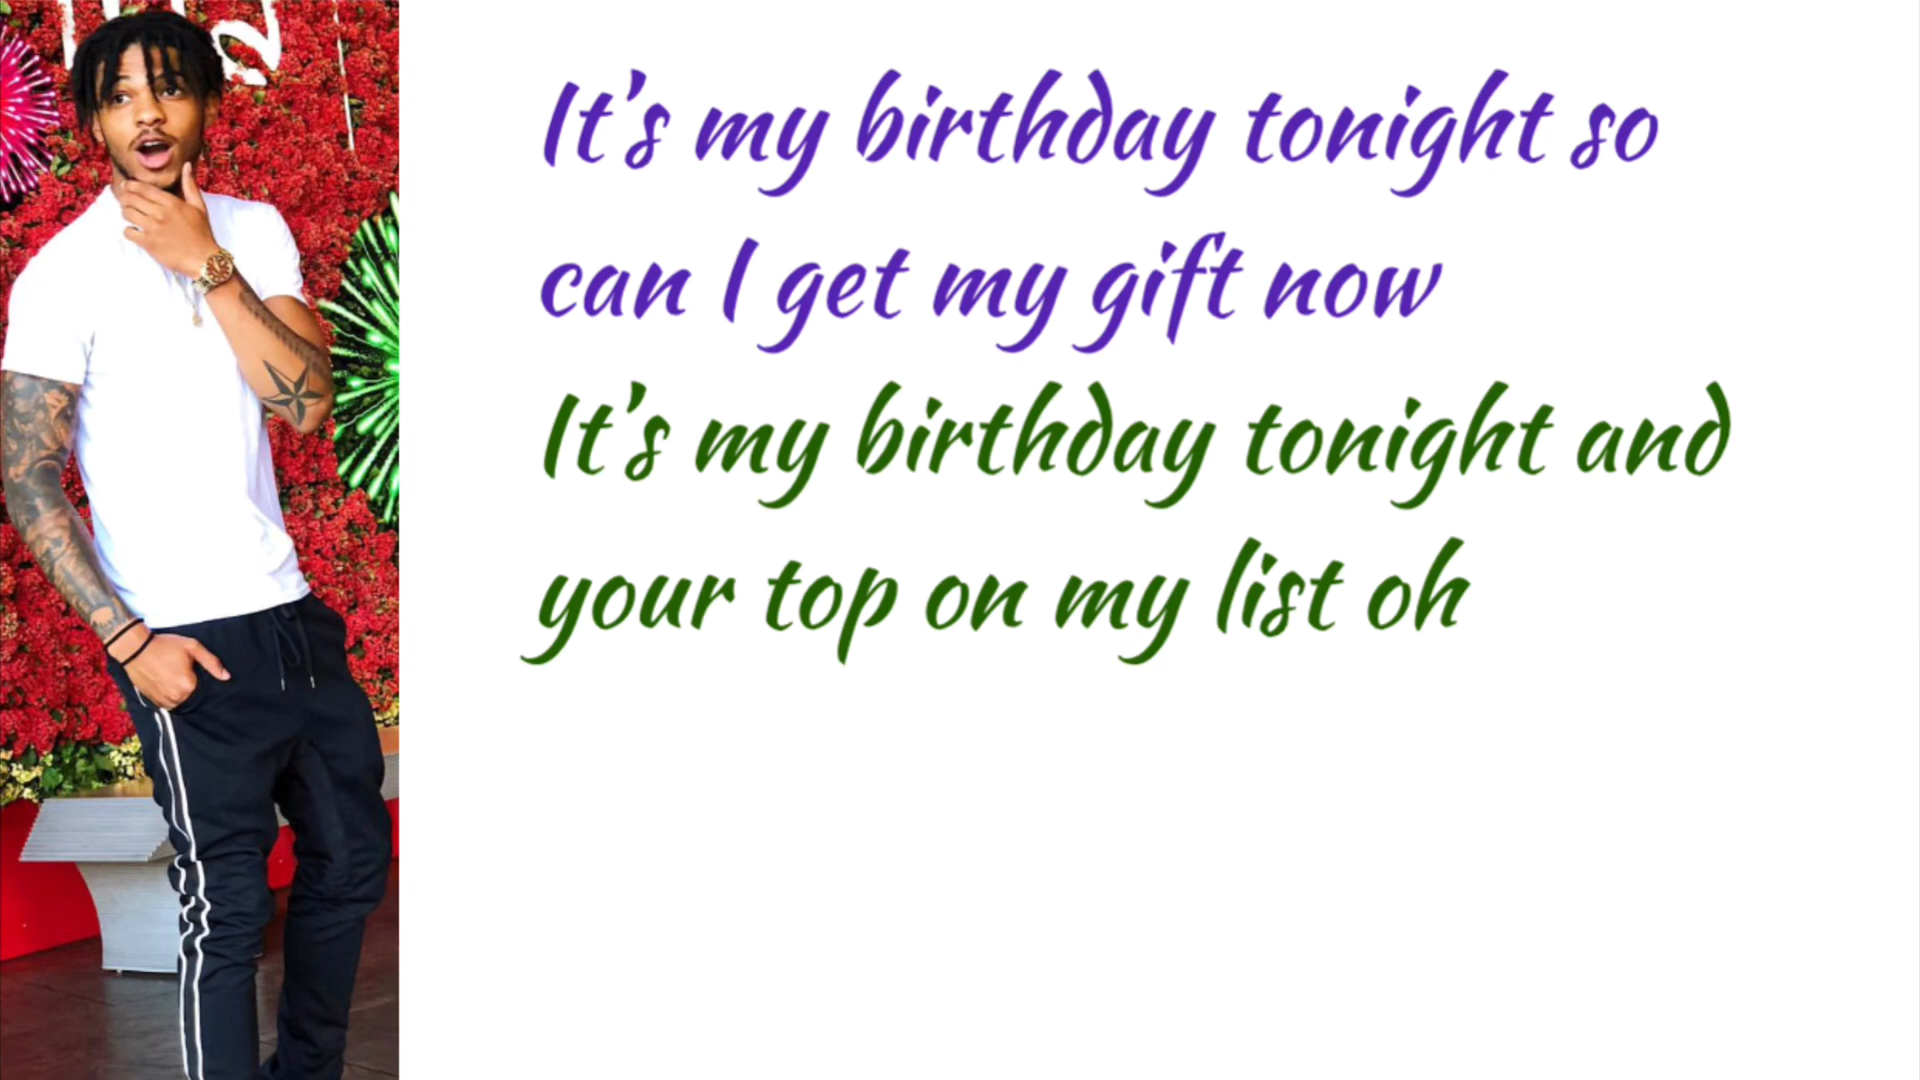 It's my birthday tonight so
can I get my gift now
It's my birthday tonight and
your top on my list oh